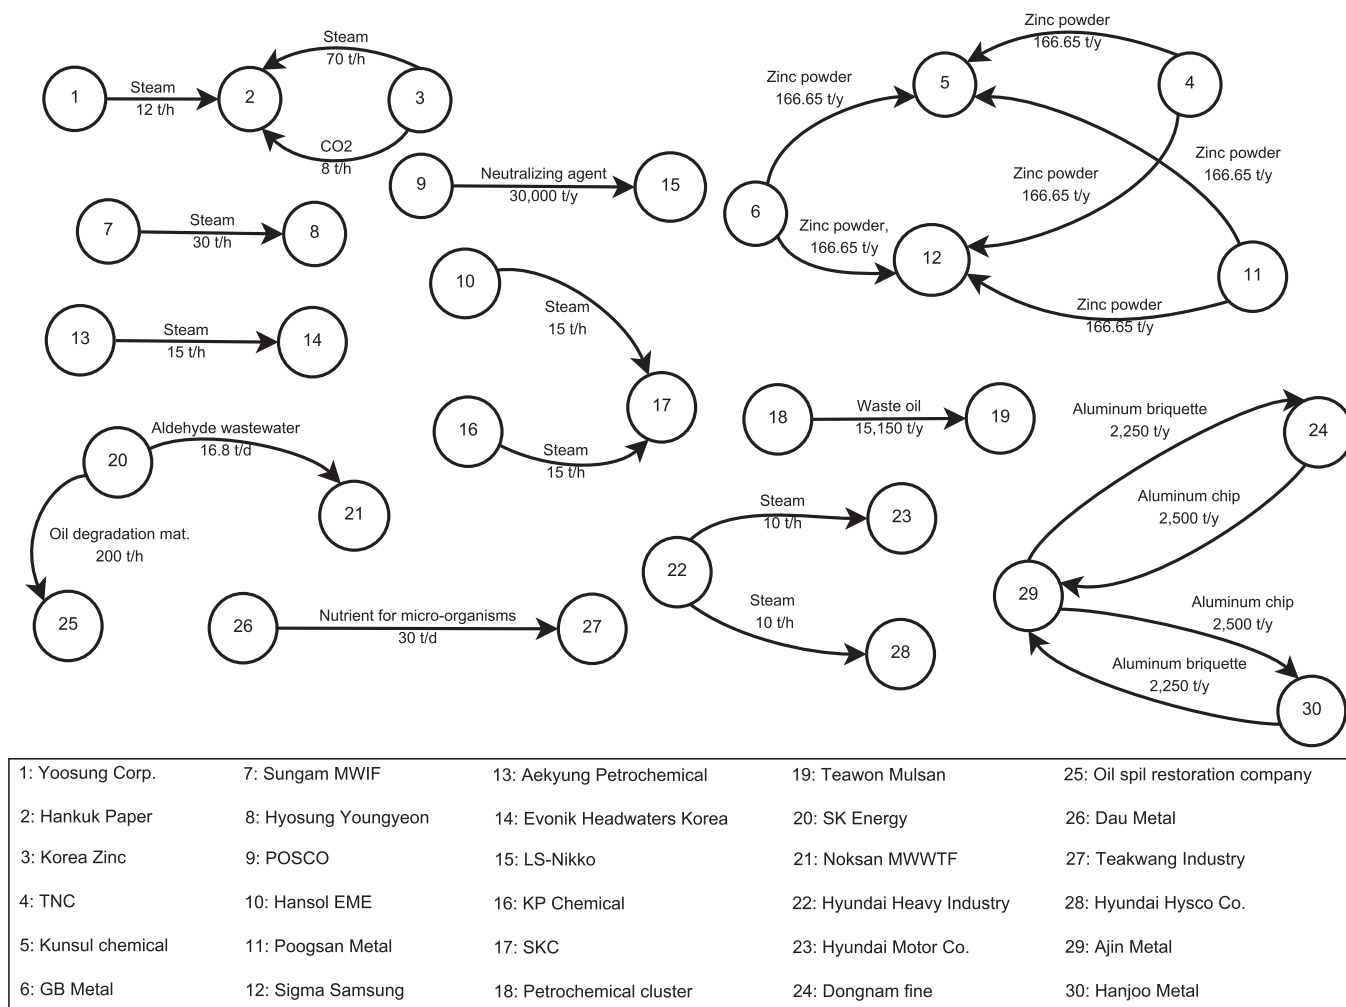 Steam
70 t/h
1
Steam
12 t/h
2
3
CO2
8 t/h
9
Neutralizing agent
30,000 t/y
15
7
Steam
30 t/h
8
10
Steam
15 t/h
13
Steam
15 t/h
14
17
16
Steam
15 t/h
Zinc powder
166.65 t/y
Zinc powder
166.65 t/y
5
4
Zinc powder
166.65 t/y
Zinc powder
166.65 t/y
6
Zinc powder,
166.65 t/y
12
11
Zinc powder
166.65 t/y
18
Waste oil
15,150 t/y
19
Aluminum briquette
2,250 t/y
24
Aluminum chip
2,500 t/y
29
Aluminum chip
2,500 t/y
Aluminum briquette
2,250 t/y
30
20
Aldehyde wastewater
16.8 t/d
21
Oil degradation mat.
200 t/h
25
26
Nutrient for micro-organisms
30 t/d
27
22
Steam
10 t/h
23
Steam
10 t/h
28
1: Yoosung Corp.
2: Hankuk Paper
3: Korea Zinc
4: TNC
5: Kunsul chemical
6: GB Metal
7: Sungam MWIF
8: Hyosung Youngyeon
9: POSCO
10: Hansol EME
11: Poogsan Metal
12: Sigma Samsung
13: Aekyung Petrochemical
14: Evonik Headwaters Korea
15: LS-Nikko
16: KP Chemical
17: SKC
18: Petrochemical cluster
19: Teawon Mulsan
20: SK Energy
21: Noksan MWWTF
22: Hyundai Heavy Industry
23: Hyundai Motor Co.
24: Dongnam fine
25: Oil spil restoration company
26: Dau Metal
27: Teakwang Industry
28: Hyundai Hysco Co.
29: Ajin Metal
30: Hanjoo Metal